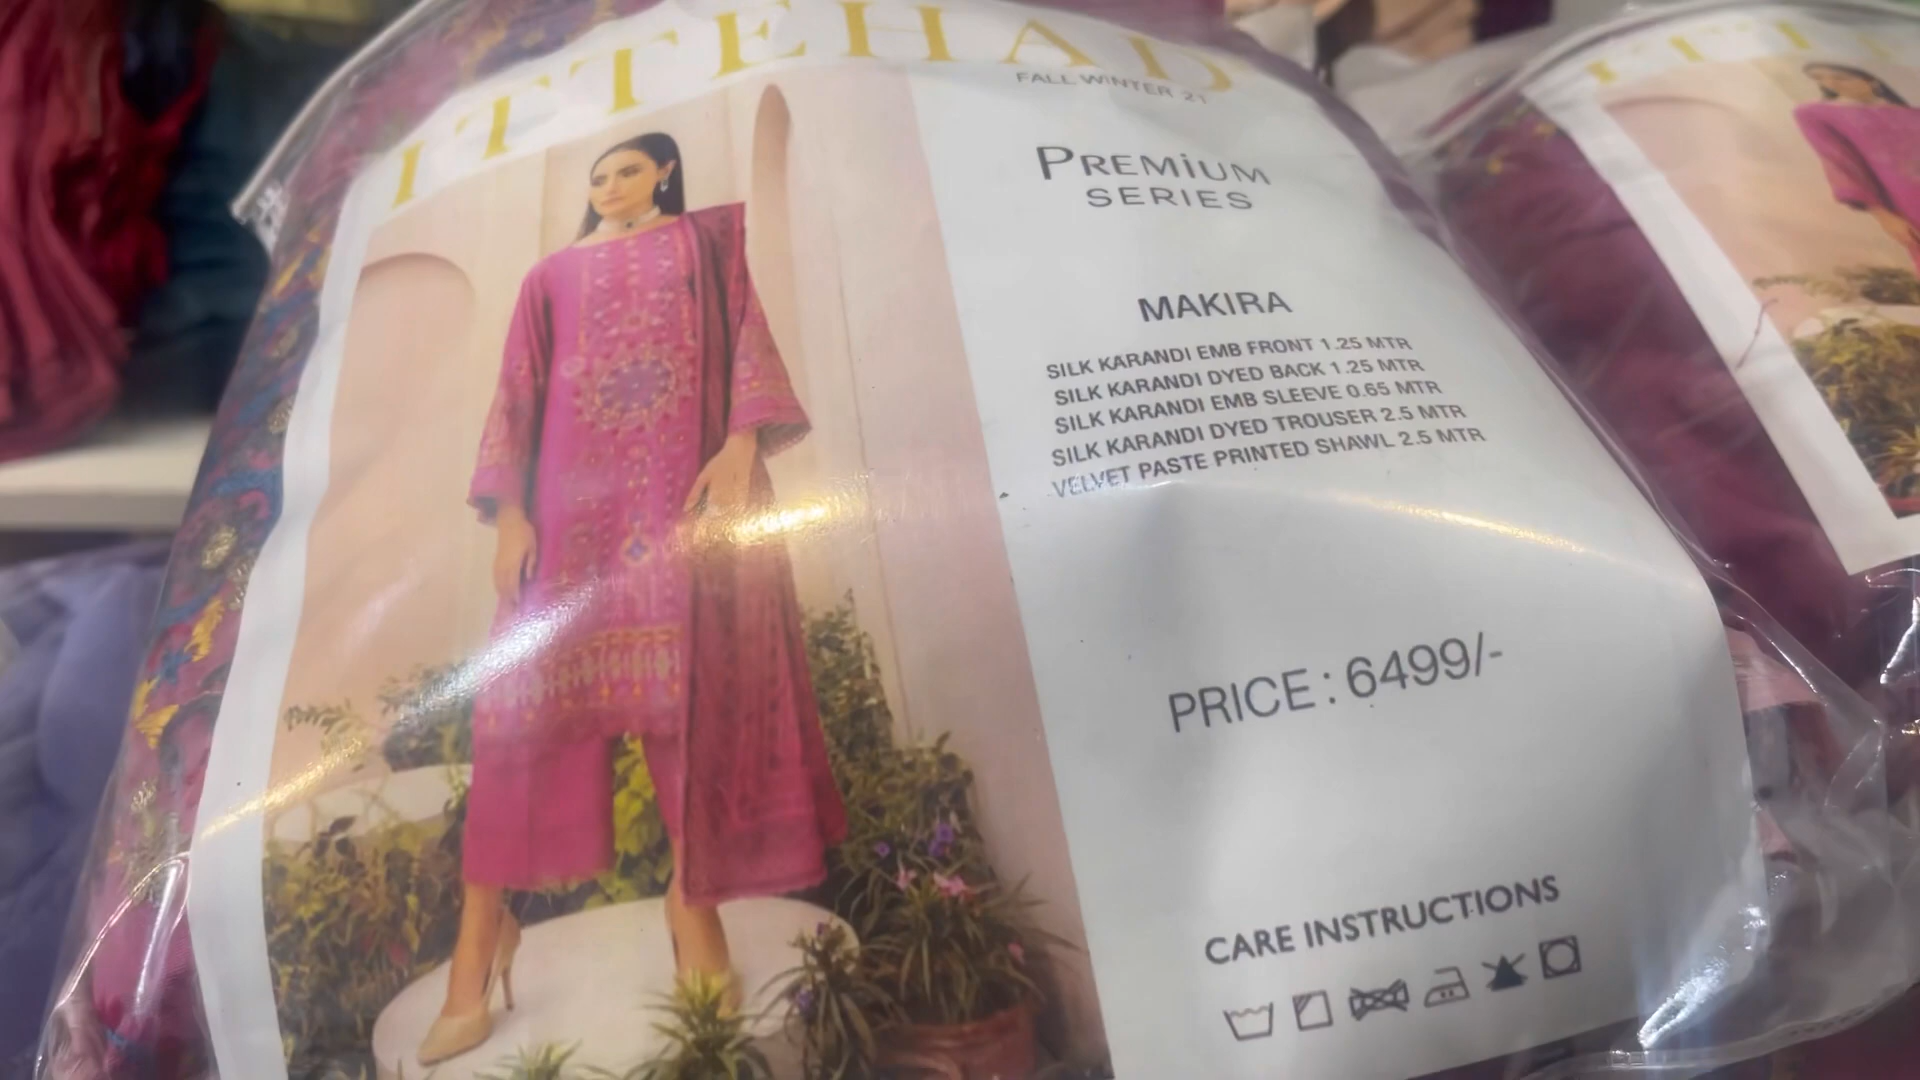 ITTEHAD
FALL WINTER 21
PREMiUM
SERIES
MAKIRA
SILK KARANDI EMB FRONT 1.25 MTR
SILK KARANDI DYED BACK 1.25 MTR
SILK KARANDI EMB SLEEVE 0.65 MTR
SILK KARANDI DYED TROUSER 2.5 MTR
VELVET PASTE PRINTED SHAWL 2.5 MTR
PRICE : 6499/-
CARE INSTRUCTIONS